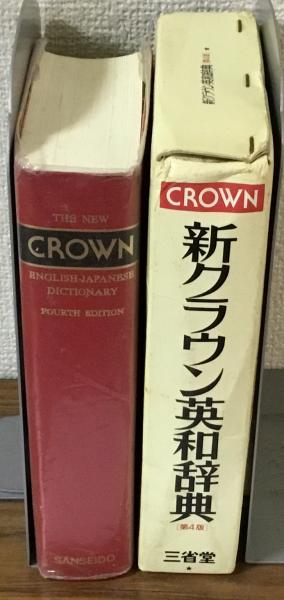 THE NEW
CROWN
ENGLISH-JAPANESE
DICTIONARY
FOURTH EDITION
SANSEIDO
CROWN
新クラウン英和辞典
[第4版]
三省堂